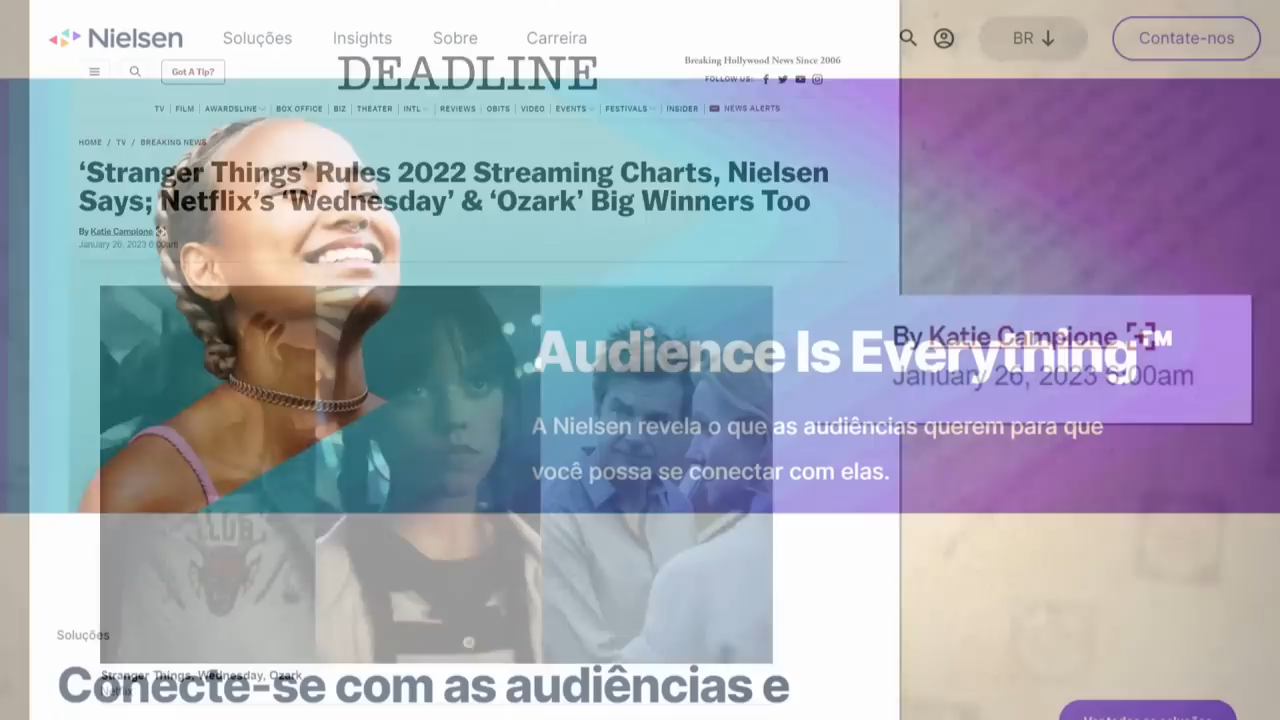 Nielsen
Soluções Insights Sobre Carreira
BR Contate-nos
Got A Tip?
DEADLINE
Breaking Hollywood News Since 2006
FOLLOW US:
TV FILM AWARDSLINE BOX OFFICE BIZ THEATER INTL REVIEWS OBITS VIDEO EVENTS FESTIVALS INSIDER NEWS ALERTS
HOME / TV / BREAKING NEWS
‘Stranger Things’ Rules 2022 Streaming Charts, Nielsen
Says; Netflix’s ‘Wednesday’ & ‘Ozark’ Big Winners Too
By Katie Campione
January 26, 2023 6:00am
By Katie Campione
January 26, 2023 6:00am
Audience Is Everything™
A Nielsen revela o que as audiências querem para que
você possa se conectar com elas.
CLUB
Soluções
Stranger Things, Wednesday, Ozark
Conecte-se com as audiências e